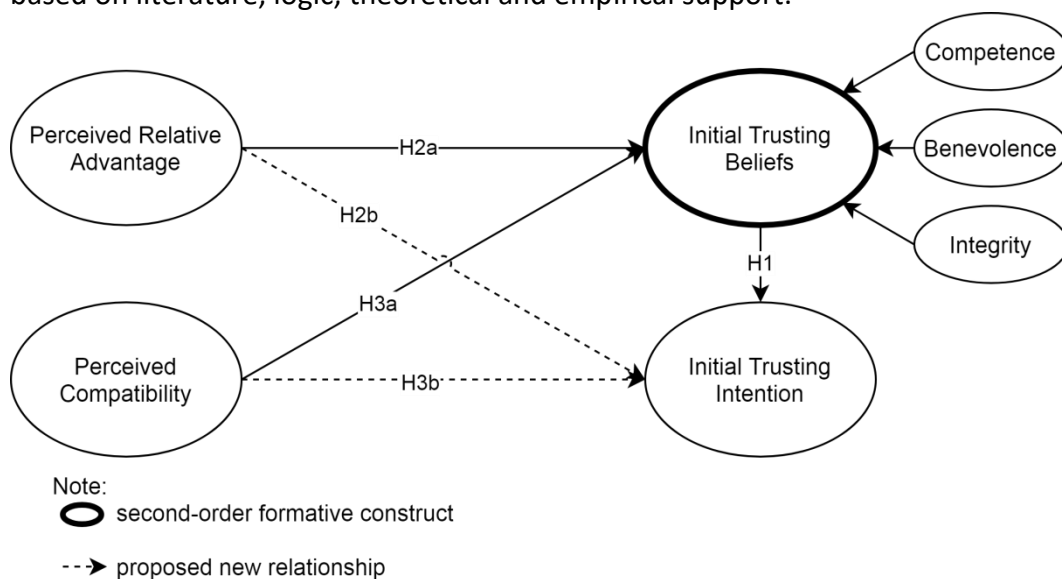 based on literature, logic, theoretical and empirical support.
Competence
Perceived Relative
Advantage
H2a
Initial Trusting
Beliefs
Benevolence
H2b
Integrity
H1
H3a
Perceived
Compatibility
H3b
Initial Trusting
Intention
Note:
second-order formative construct
proposed new relationship